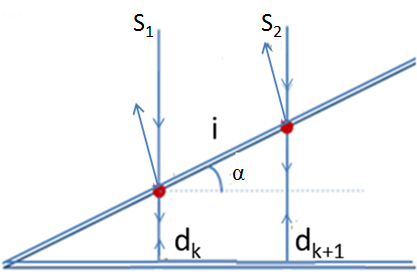 S₁ S₂
i
α
dₖ dₖ₊₁